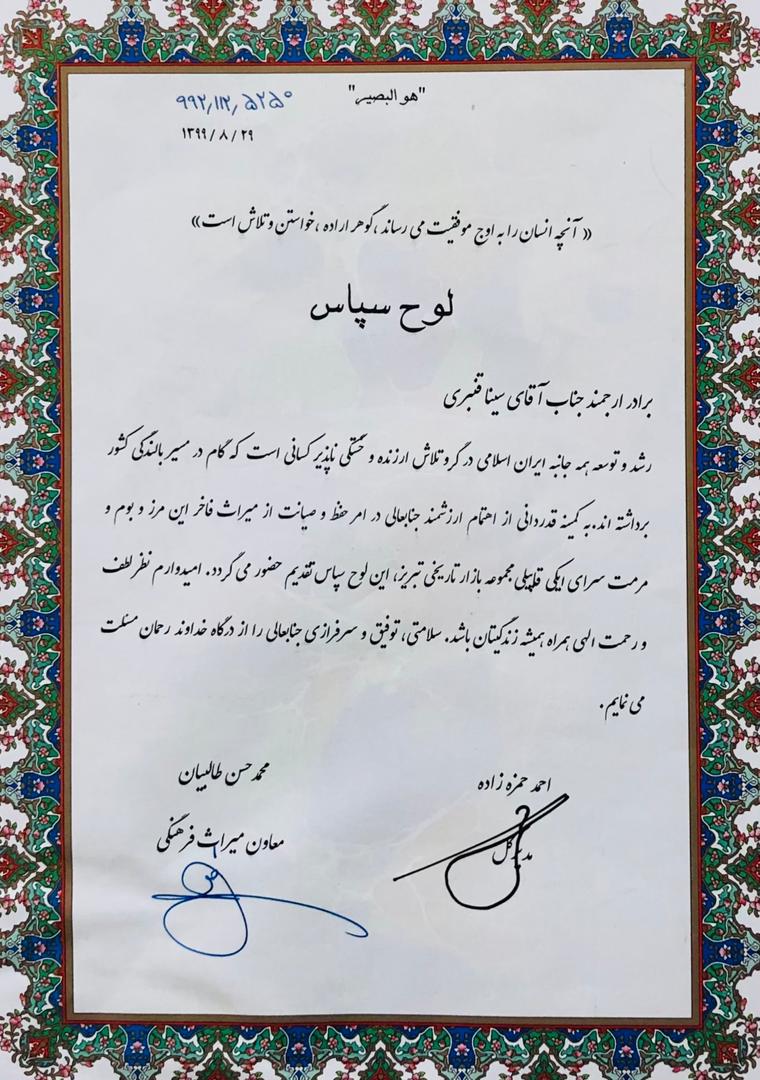 "هو البصیر"
۹۹۲٫۱۱۲٫۵۲۵۰
۱۳۹۹/۸/۲۹
«آنچه انسان را به اوج موفقیت می رساند ،گوهر اراده ،خواستن و تلاش است»
لوح سپاس
برادر ارجمند جناب آقای سینا قنبری
رشد و توسعه همه جانبه ایران اسلامی در گرو تلاش ارزنده و خستگی ناپذیر کسانی است که گام در مسیر بالندگی کشور
برداشته اند.به کمینه قدردانی از اهتمام ارزشمند جنابعالی در امر حفظ و صیانت از میراث فاخر این مرز و بوم و
مرمت سرای ایکی قاپیلی مجموعه بازار تاریخی تبریز، این لوح سپاس تقدیم حضور می گردد. امیدوارم نظر لطف
و رحمت الهی همراه همیشه زندگیتان باشد. سلامتی، توفیق و سرفرازی جنابعالی را از درگاه خداوند رحمان مسئلت
می نمایم.
احمد حمزه زاده
مدیر کل
محمد حسن طالبیان
معاون میراث فرهنگی